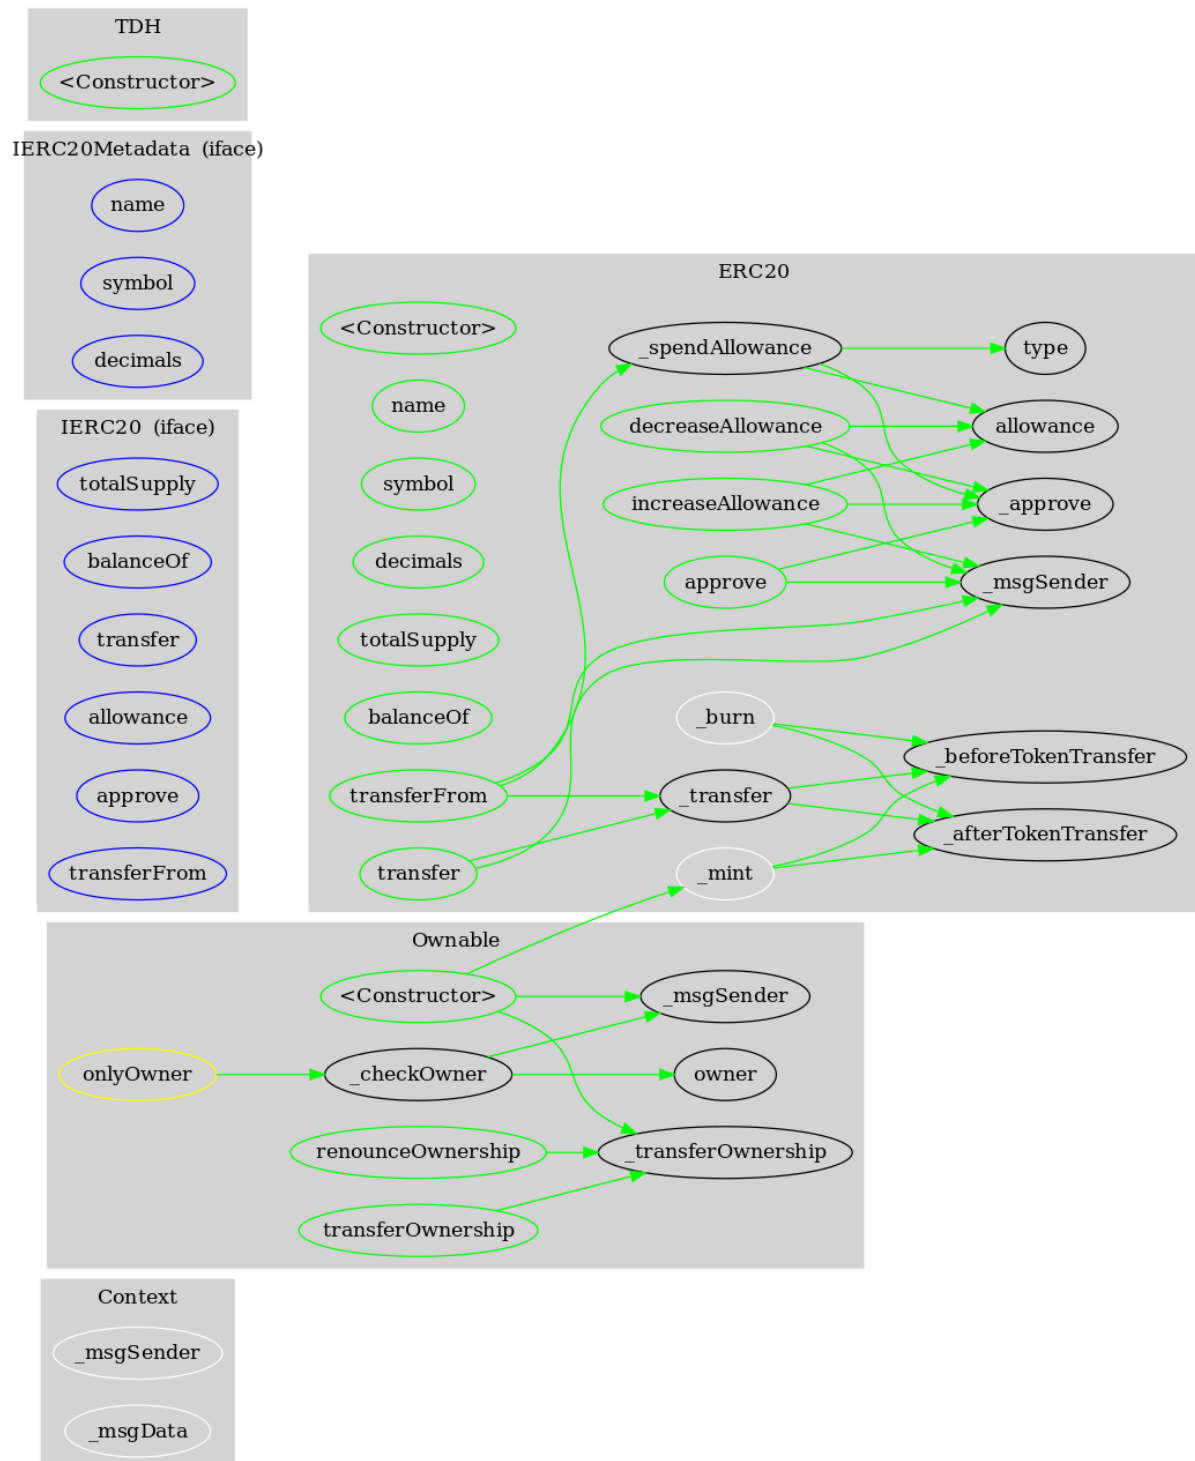 TDH
<Constructor>
IERC20Metadata (iface)
name
symbol
decimals
IERC20 (iface)
totalSupply
balanceOf
transfer
allowance
approve
transferFrom
ERC20
<Constructor>
name
symbol
decimals
totalSupply
balanceOf
transferFrom
transfer
_spendAllowance
decreaseAllowance
increaseAllowance
approve
_burn
_transfer
_mint
type
allowance
_approve
_msgSender
_beforeTokenTransfer
_afterTokenTransfer
Ownable
onlyOwner
<Constructor>
_checkOwner
renounceOwnership
transferOwnership
_msgSender
owner
_transferOwnership
Context
_msgSender
_msgData